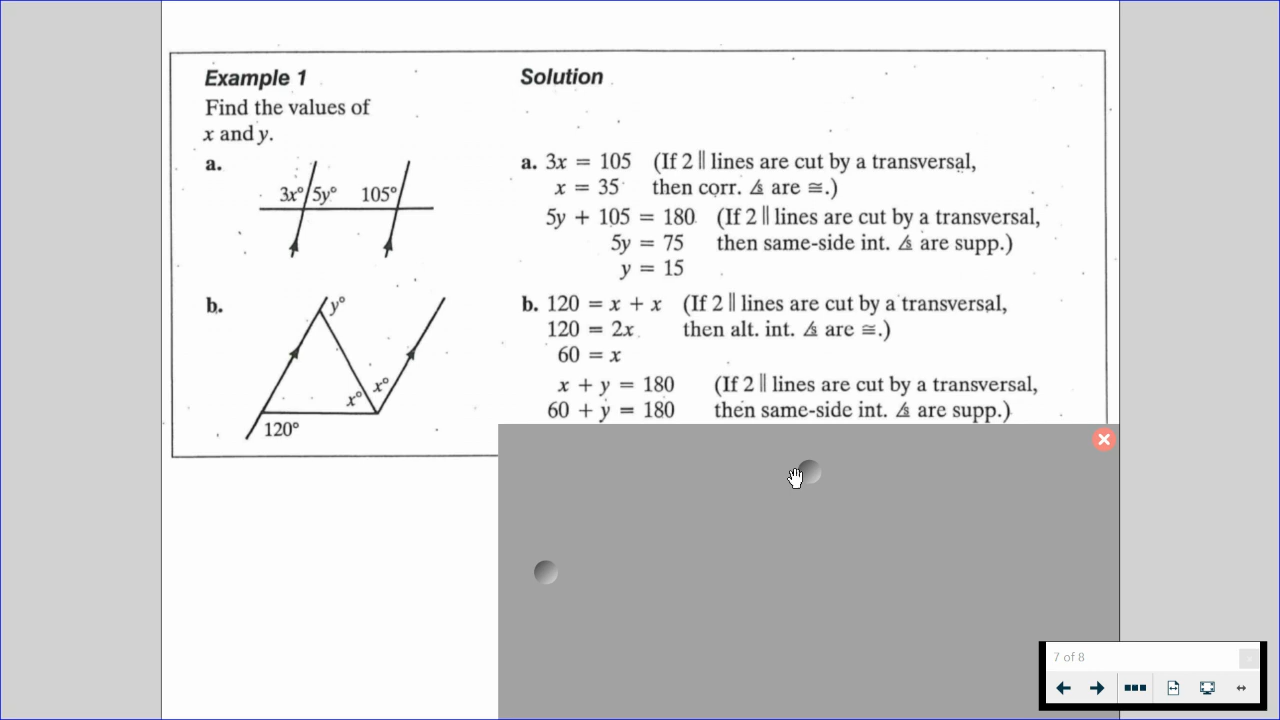 Example 1
Find the values of
x and y.
a.
3x° 5y° 105°
b.
y°
x°
x°
120°
Solution
a. 3x = 105 (If 2 ∥ lines are cut by a transversal,
x = 35 then corr. ∡ are ≅.)
5y + 105 = 180 (If 2 ∥ lines are cut by a transversal,
5y = 75 then same-side int. ∡ are supp.)
y = 15
b. 120 = x + x (If 2 ∥ lines are cut by a transversal,
120 = 2x then alt. int. ∡ are ≅.)
60 = x
x + y = 180 (If 2 ∥ lines are cut by a transversal,
60 + y = 180 then same-side int. ∡ are supp.)
7 of 8